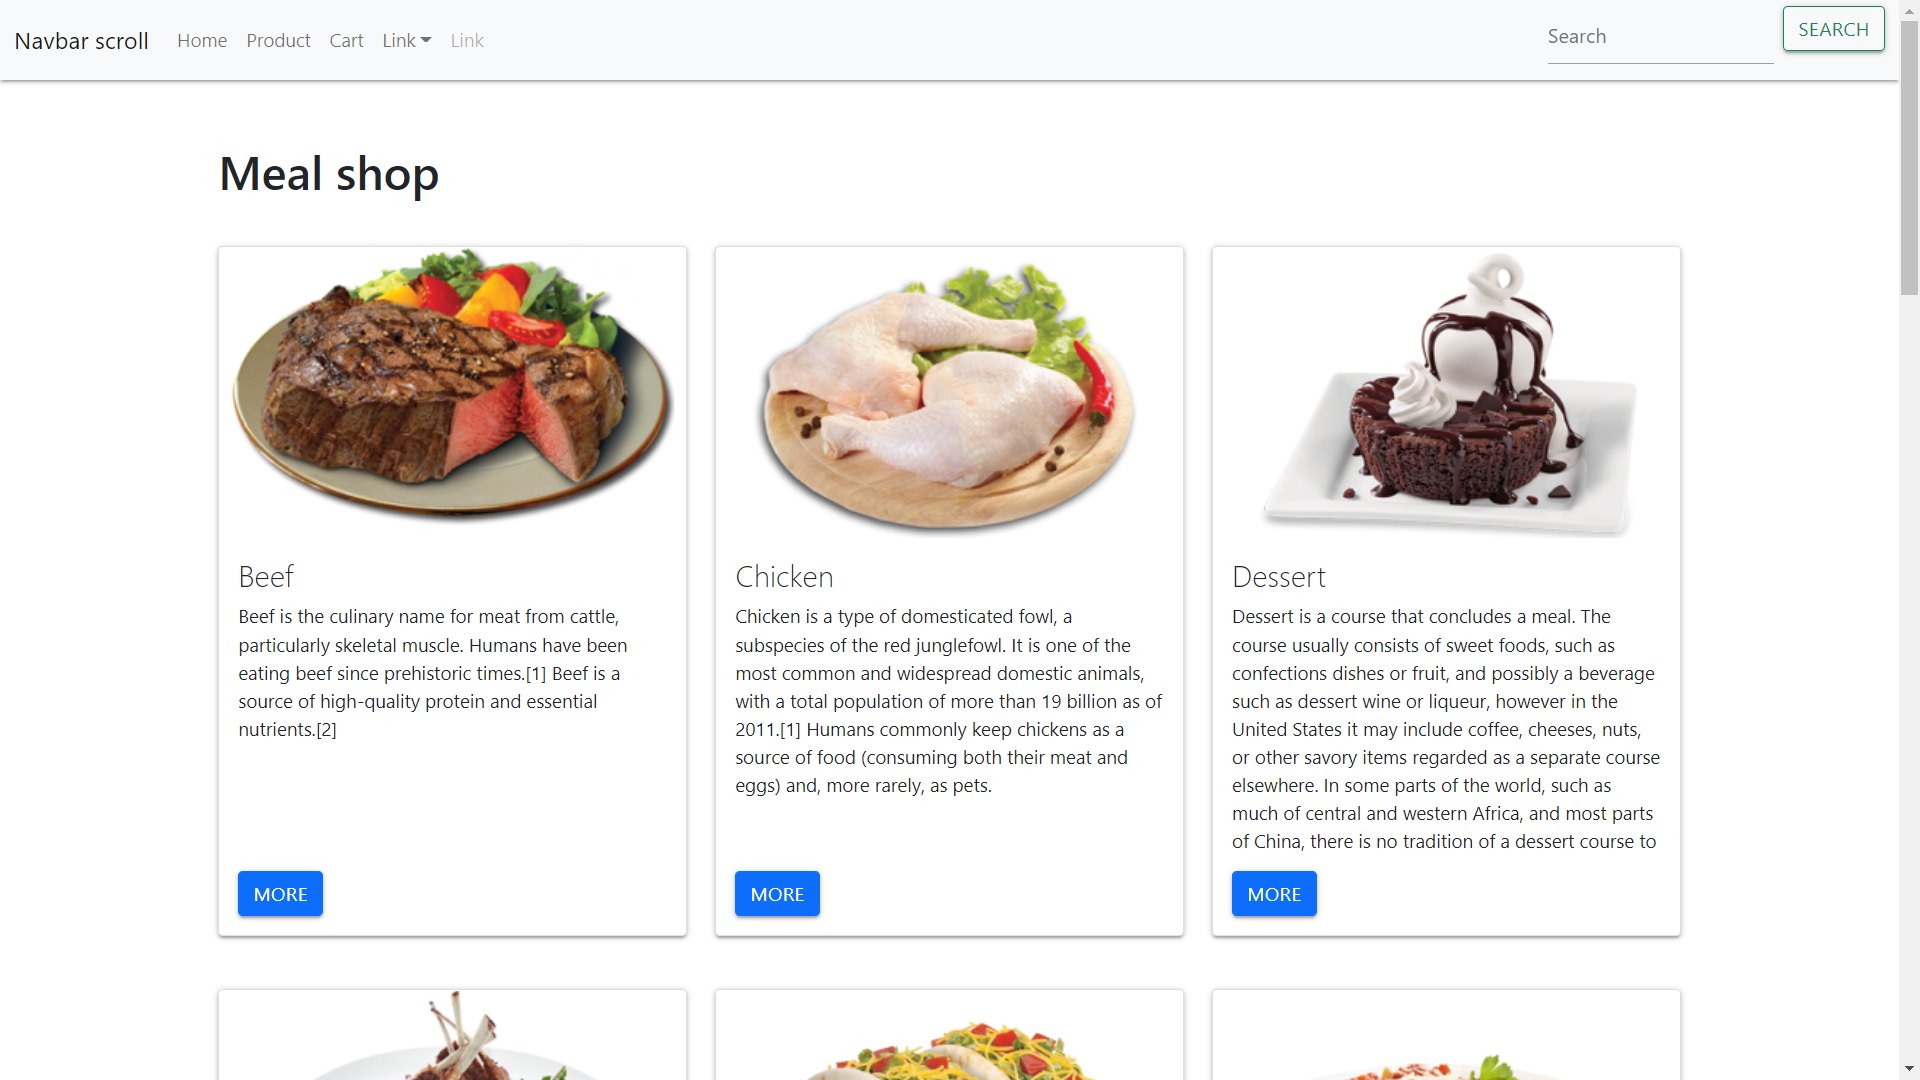 Navbar scroll Home Product Cart Link Link Search SEARCH
Meal shop
Beef
Beef is the culinary name for meat from cattle,
particularly skeletal muscle. Humans have been
eating beef since prehistoric times.[1] Beef is a
source of high-quality protein and essential
nutrients.[2]
MORE
Chicken
Chicken is a type of domesticated fowl, a
subspecies of the red junglefowl. It is one of the
most common and widespread domestic animals,
with a total population of more than 19 billion as of
2011.[1] Humans commonly keep chickens as a
source of food (consuming both their meat and
eggs) and, more rarely, as pets.
MORE
Dessert
Dessert is a course that concludes a meal. The
course usually consists of sweet foods, such as
confections dishes or fruit, and possibly a beverage
such as dessert wine or liqueur, however in the
United States it may include coffee, cheeses, nuts,
or other savory items regarded as a separate course
elsewhere. In some parts of the world, such as
much of central and western Africa, and most parts
of China, there is no tradition of a dessert course to
MORE